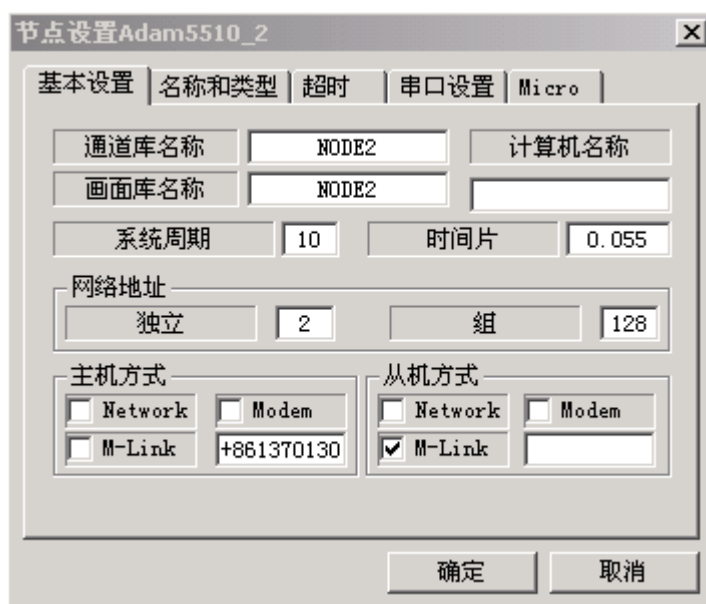 节点设置Adam5510_2
基本设置 名称和类型 超时 串口设置 Micro
通道库名称 NODE2 计算机名称
画面库名称 NODE2
系统周期 10 时间片 0.055
网络地址
独立 2 组 128
主机方式 从机方式
Network Modem Network Modem
M-Link +861370130 M-Link
确定 取消